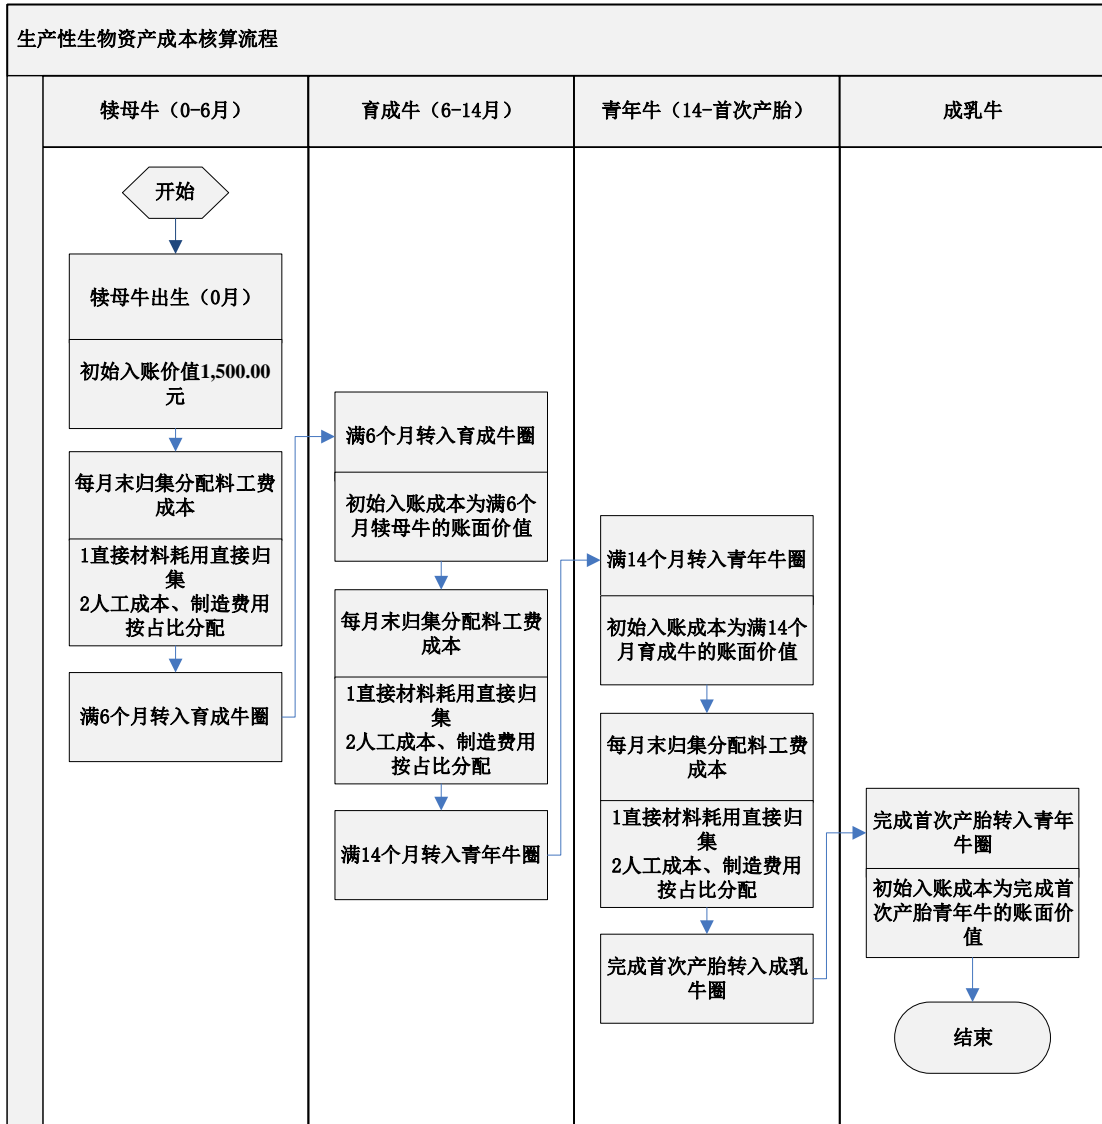 生产性生物资产成本核算流程
犊母牛（0-6月）
育成牛（6-14月）
青年牛（14-首次产胎）
成乳牛
开始
犊母牛出生（0月）
初始入账价值1,500.00
元
每月末归集分配料工费
成本
1直接材料耗用直接归
集
2人工成本、制造费用
按占比分配
满6个月转入育成牛圈
满6个月转入育成牛圈
初始入账成本为满6个
月犊母牛的账面价值
每月末归集分配料工费
成本
1直接材料耗用直接归
集
2人工成本、制造费用
按占比分配
满14个月转入青年牛圈
满14个月转入青年牛圈
初始入账成本为满14个
月育成牛的账面价值
每月末归集分配料工费
成本
1直接材料耗用直接归
集
2人工成本、制造费用
按占比分配
完成首次产胎转入成乳
牛圈
完成首次产胎转入青年
牛圈
初始入账成本为完成首
次产胎青年牛的账面价
值
结束